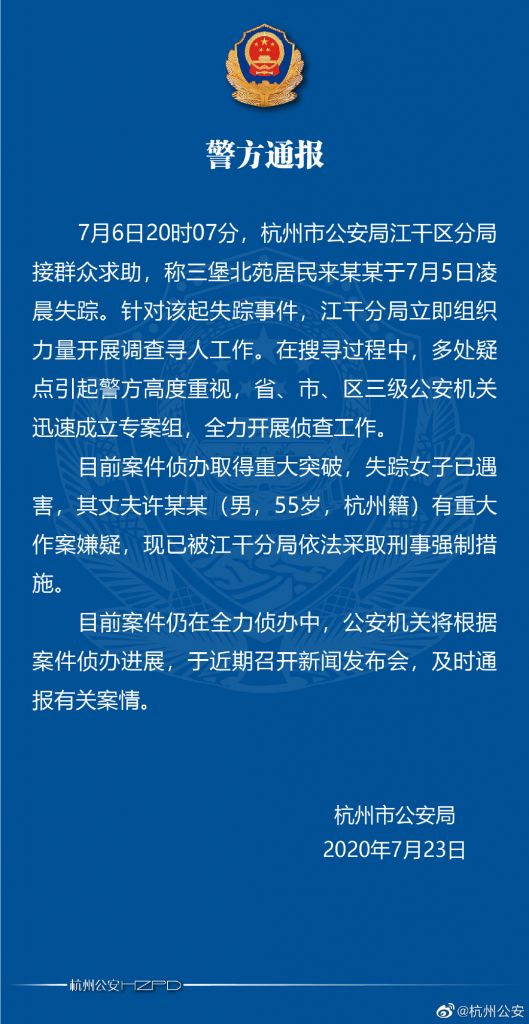 警方通报
7月6日20时07分，杭州市公安局江干区分局
接群众求助，称三堡北苑居民来某某于7月5日凌
晨失踪。针对该起失踪事件，江干分局立即组织
力量开展调查寻人工作。在搜寻过程中，多处疑
点引起警方高度重视，省、市、区三级公安机关
迅速成立专案组，全力开展侦查工作。
目前案件侦办取得重大突破，失踪女子已遇
害，其丈夫许某某（男，55岁，杭州籍）有重大
作案嫌疑，现已被江干分局依法采取刑事强制措
施。
目前案件仍在全力侦办中，公安机关将根据
案件侦办进展，于近期召开新闻发布会，及时通
报有关案情。
杭州市公安局
2020年7月23日
杭州公安HZPD
@杭州公安